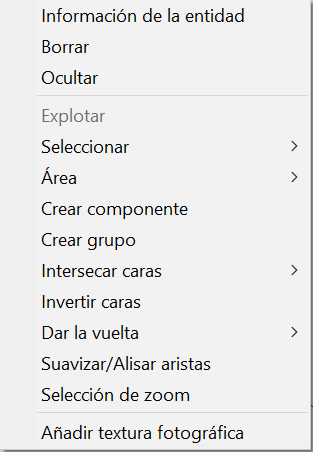 Información de la entidad
Borrar
Ocultar
Explotar
Seleccionar
Área
Crear componente
Crear grupo
Intersecar caras
Invertir caras
Dar la vuelta
Suavizar/Alisar aristas
Selección de zoom
Añadir textura fotográfica